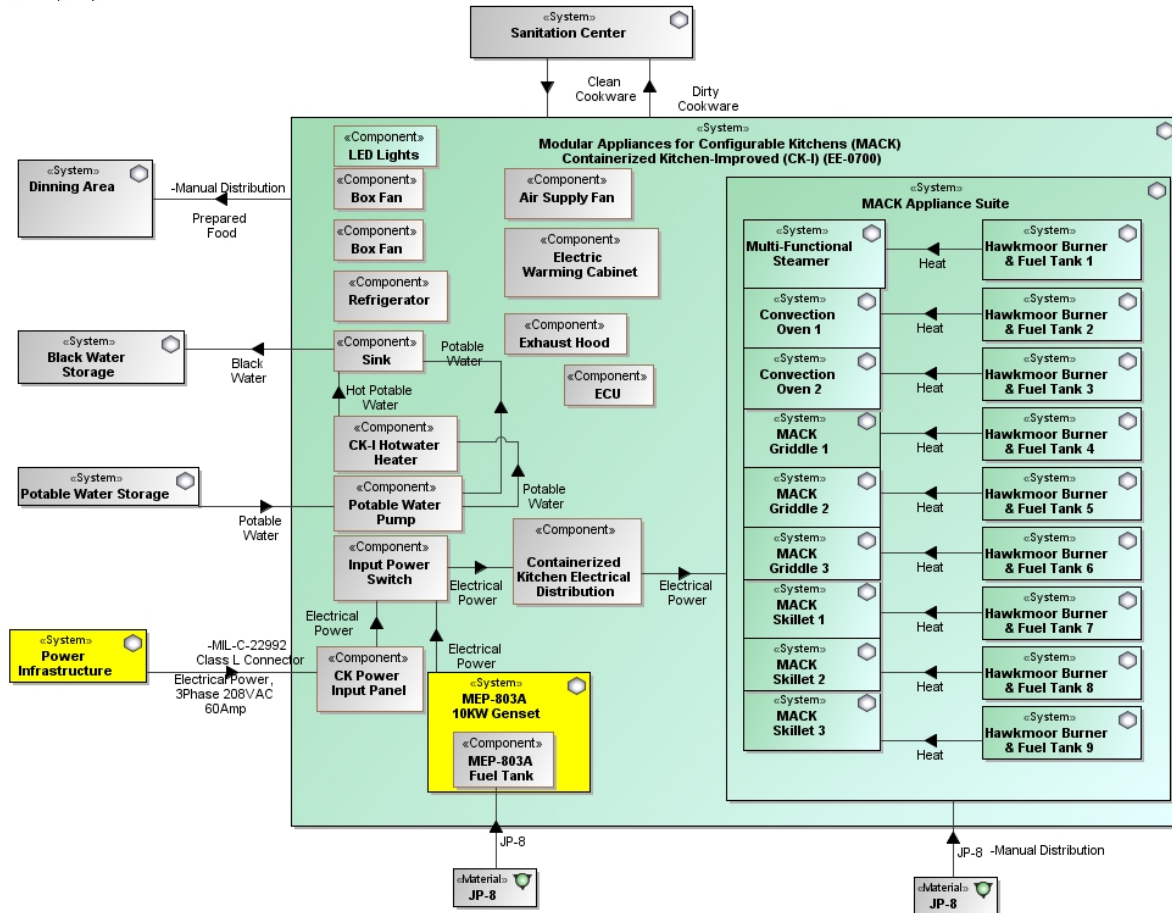 «System»
Sanitation Center
Clean
Cookware
Dirty
Cookware
«System»
Modular Appliances for Configurable Kitchens (MACK)
Containerized Kitchen-Improved (CK-I) (EE-0700)
«Component»
LED Lights
«System»
Dinning Area
-Manual Distribution
Prepared
Food
«Component»
Box Fan
«Component»
Air Supply Fan
«Component»
Box Fan
«Component»
Electric
Warming Cabinet
«Component»
Refrigerator
«Component»
Exhaust Hood
«System»
Black Water
Storage
Black
Water
«Component»
Sink
Potable
Water
«Component»
ECU
Hot Potable
Water
«Component»
CK-I Hotwater
Heater
«System»
Potable Water Storage
Potable
Water
«Component»
Potable Water
Pump
Potable
Water
«Component»
Input Power
Switch
Electrical
Power
«Component»
Containerized
Kitchen Electrical
Distribution
Electrical
Power
Electrical
Power
«System»
Power
Infrastructure
-MIL-C-22992
Class L Connector
Electrical Power,
3Phase 208VAC
60Amp
«Component»
CK Power
Input Panel
Electrical
Power
«System»
MEP-803A
10KW Genset
«Component»
MEP-803A
Fuel Tank
JP-8
«Material»
JP-8
«System»
MACK Appliance Suite
«System»
Multi-Functional
Steamer
Heat
«System»
Hawkmoor Burner
& Fuel Tank 1
«System»
Convection
Oven 1
Heat
«System»
Hawkmoor Burner
& Fuel Tank 2
«System»
Convection
Oven 2
Heat
«System»
Hawkmoor Burner
& Fuel Tank 3
«System»
MACK
Griddle 1
Heat
«System»
Hawkmoor Burner
& Fuel Tank 4
«System»
MACK
Griddle 2
Heat
«System»
Hawkmoor Burner
& Fuel Tank 5
«System»
MACK
Griddle 3
Heat
«System»
Hawkmoor Burner
& Fuel Tank 6
«System»
MACK
Skillet 1
Heat
«System»
Hawkmoor Burner
& Fuel Tank 7
«System»
MACK
Skillet 2
Heat
«System»
Hawkmoor Burner
& Fuel Tank 8
«System»
MACK
Skillet 3
Heat
«System»
Hawkmoor Burner
& Fuel Tank 9
JP-8 -Manual Distribution
«Material»
JP-8